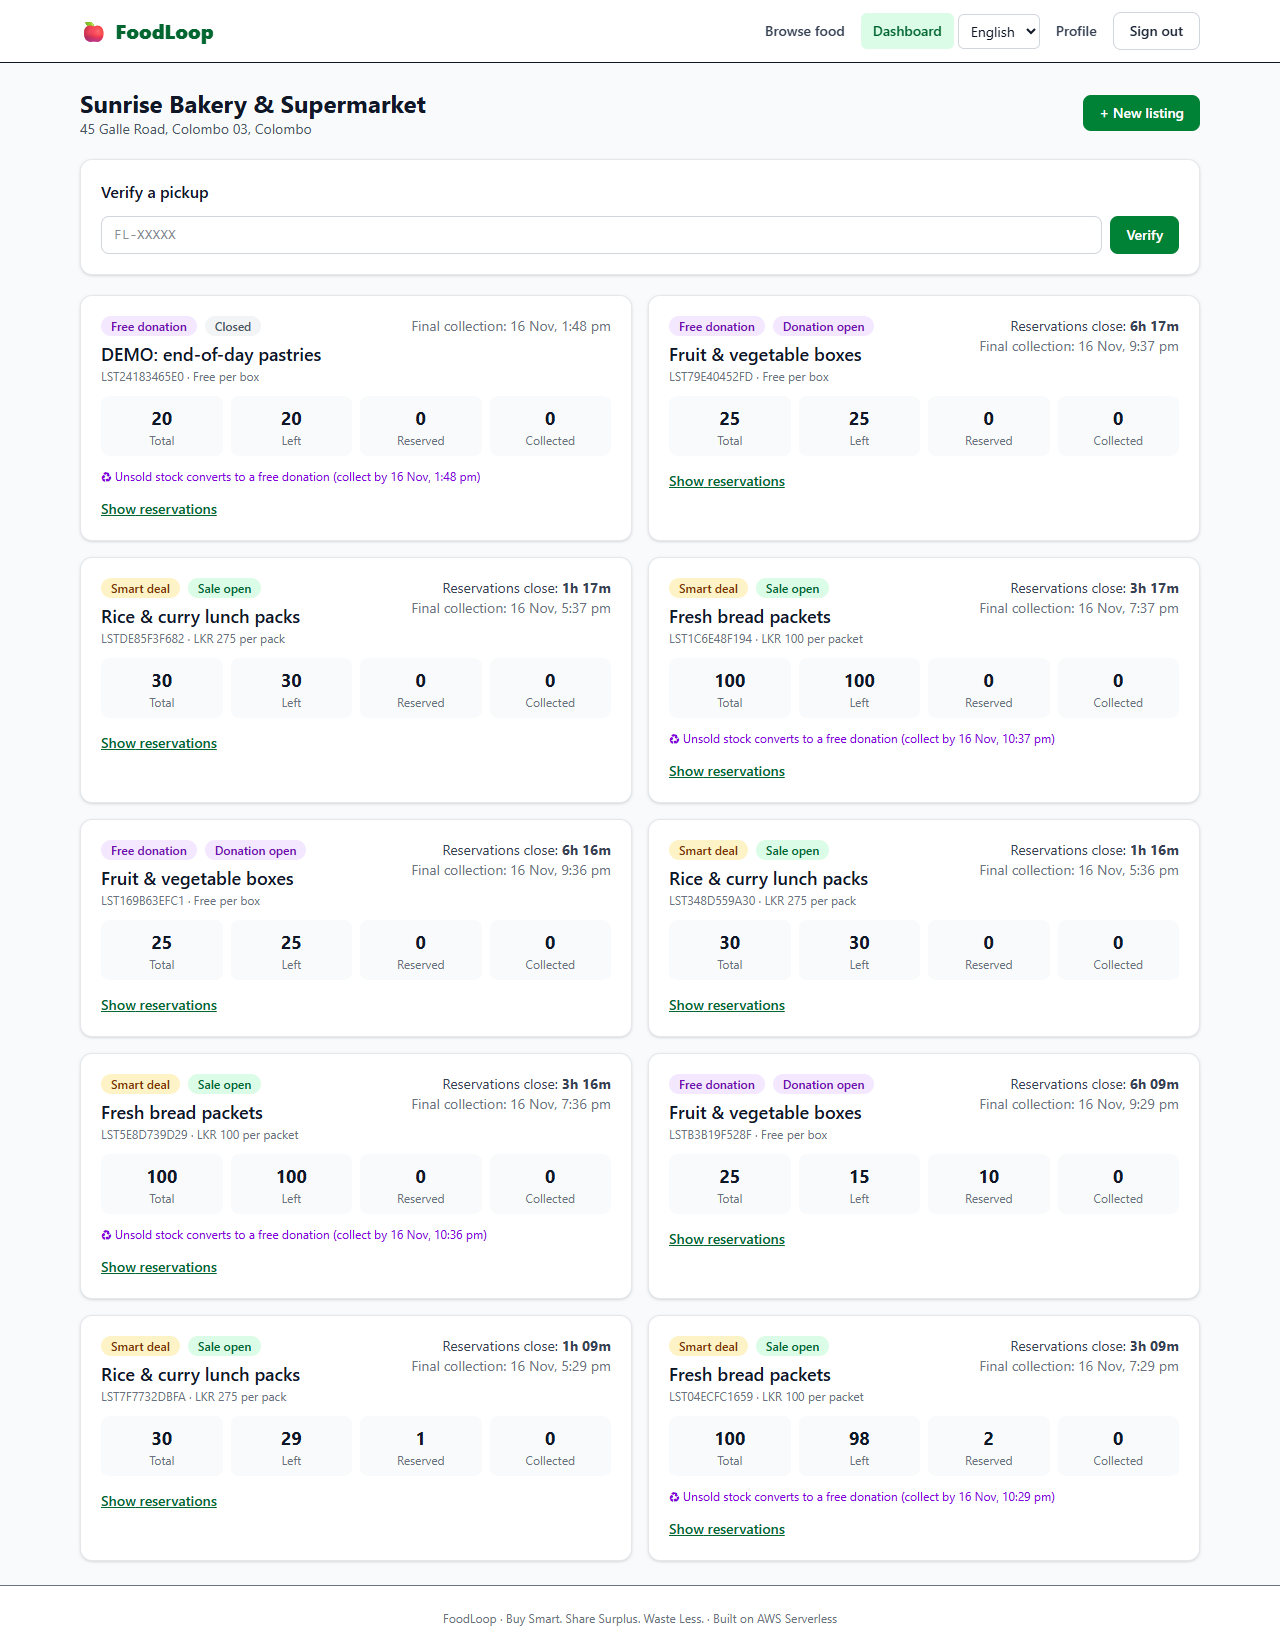 FoodLoop
Browse food
Dashboard
English
Profile
Sign out
Sunrise Bakery & Supermarket
45 Galle Road, Colombo 03, Colombo
+ New listing
Verify a pickup
FL-XXXXX
Verify
Free donation Closed
Final collection: 16 Nov, 1:48 pm
DEMO: end-of-day pastries
LST24183465E0 · Free per box
20 20 0 0
Total Left Reserved Collected
♻ Unsold stock converts to a free donation (collect by 16 Nov, 1:48 pm)
Show reservations
Free donation Donation open
Reservations close: 6h 17m
Final collection: 16 Nov, 9:37 pm
Fruit & vegetable boxes
LST79E40452FD · Free per box
25 25 0 0
Total Left Reserved Collected
Show reservations
Smart deal Sale open
Reservations close: 1h 17m
Final collection: 16 Nov, 5:37 pm
Rice & curry lunch packs
LSTDE85F3F682 · LKR 275 per pack
30 30 0 0
Total Left Reserved Collected
Show reservations
Smart deal Sale open
Reservations close: 3h 17m
Final collection: 16 Nov, 7:37 pm
Fresh bread packets
LST1C6E48F194 · LKR 100 per packet
100 100 0 0
Total Left Reserved Collected
♻ Unsold stock converts to a free donation (collect by 16 Nov, 10:37 pm)
Show reservations
Free donation Donation open
Reservations close: 6h 16m
Final collection: 16 Nov, 9:36 pm
Fruit & vegetable boxes
LST169B63EFC1 · Free per box
25 25 0 0
Total Left Reserved Collected
Show reservations
Smart deal Sale open
Reservations close: 1h 16m
Final collection: 16 Nov, 5:36 pm
Rice & curry lunch packs
LST348D559A30 · LKR 275 per pack
30 30 0 0
Total Left Reserved Collected
Show reservations
Smart deal Sale open
Reservations close: 3h 16m
Final collection: 16 Nov, 7:36 pm
Fresh bread packets
LST5E8D739D29 · LKR 100 per packet
100 100 0 0
Total Left Reserved Collected
♻ Unsold stock converts to a free donation (collect by 16 Nov, 10:36 pm)
Show reservations
Free donation Donation open
Reservations close: 6h 09m
Final collection: 16 Nov, 9:29 pm
Fruit & vegetable boxes
LSTB3B19F528F · Free per box
25 15 10 0
Total Left Reserved Collected
Show reservations
Smart deal Sale open
Reservations close: 1h 09m
Final collection: 16 Nov, 5:29 pm
Rice & curry lunch packs
LST7F7732DBFA · LKR 275 per pack
30 29 1 0
Total Left Reserved Collected
Show reservations
Smart deal Sale open
Reservations close: 3h 09m
Final collection: 16 Nov, 7:29 pm
Fresh bread packets
LST04ECFC1659 · LKR 100 per packet
100 98 2 0
Total Left Reserved Collected
♻ Unsold stock converts to a free donation (collect by 16 Nov, 10:29 pm)
Show reservations
FoodLoop · Buy Smart. Share Surplus. Waste Less. · Built on AWS Serverless